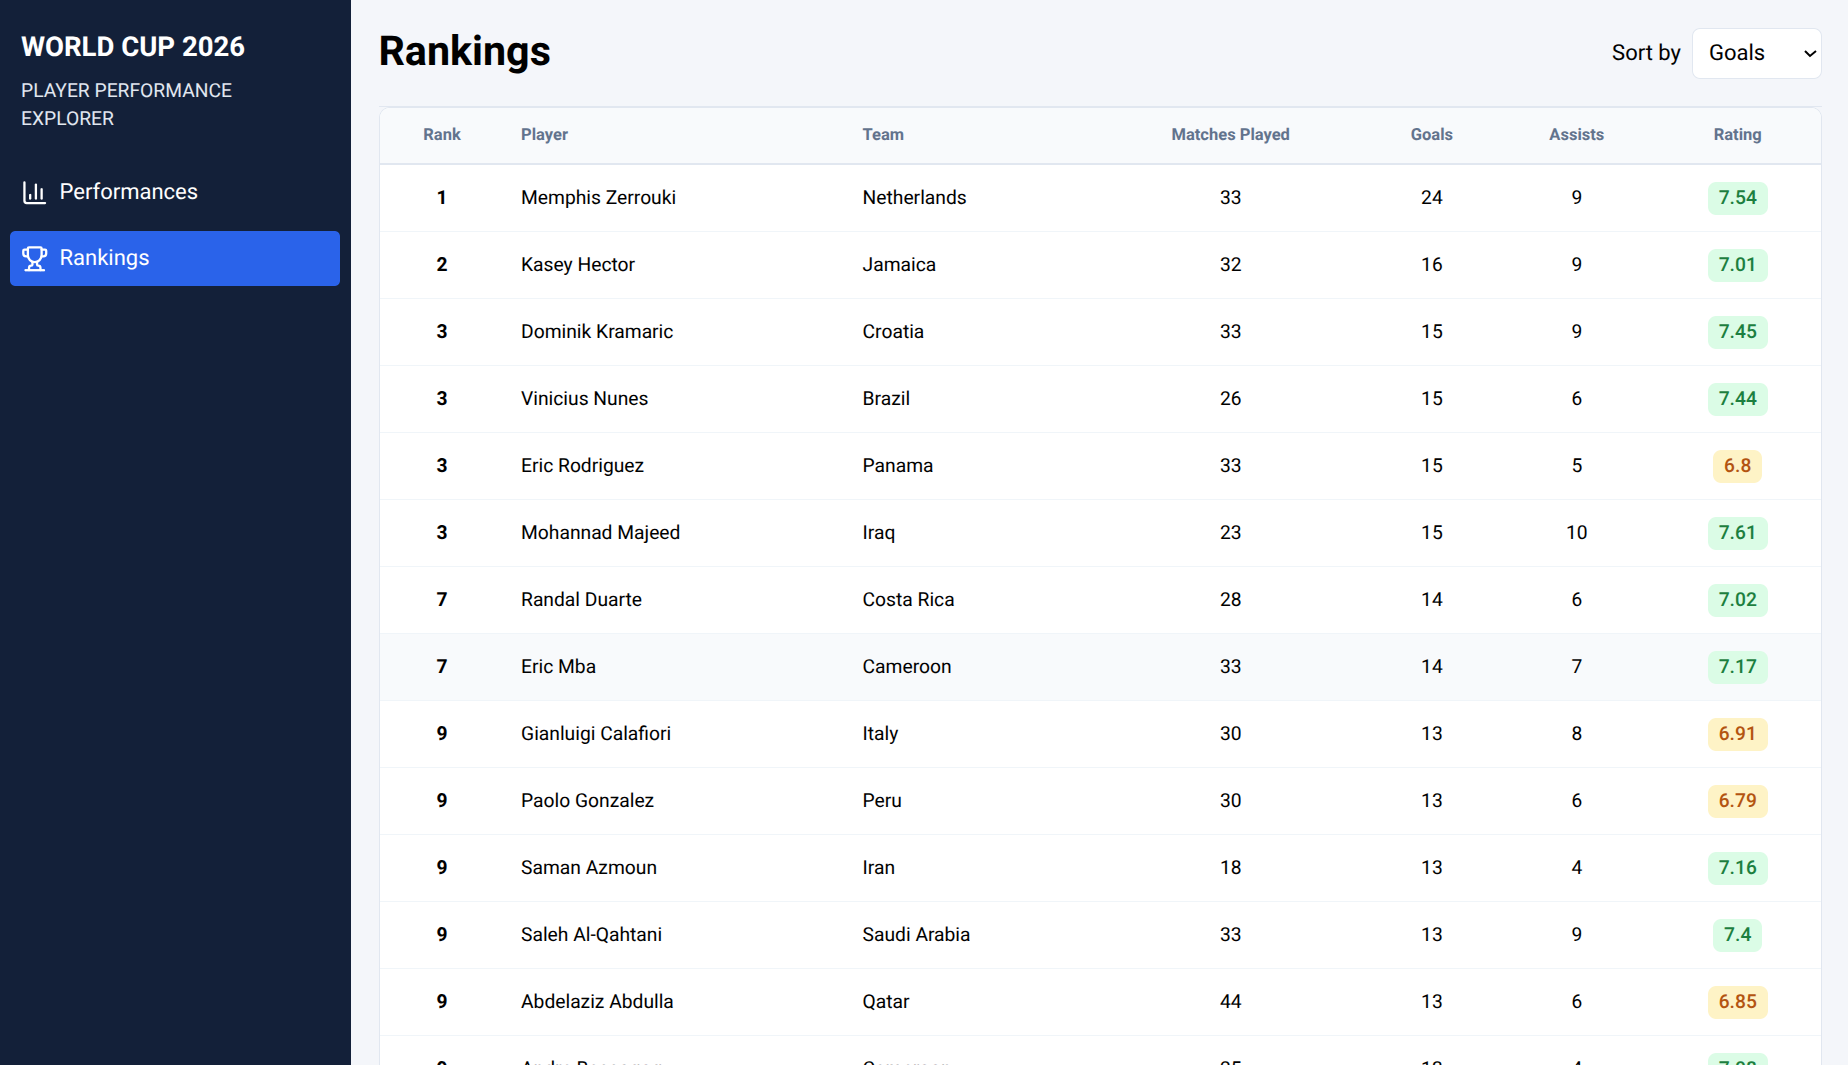 WORLD CUP 2026
PLAYER PERFORMANCE
EXPLORER
Performances
Rankings
Rankings
Sort by Goals
Rank Player Team Matches Played Goals Assists Rating
1 Memphis Zerrouki Netherlands 33 24 9 7.54
2 Kasey Hector Jamaica 32 16 9 7.01
3 Dominik Kramaric Croatia 33 15 9 7.45
3 Vinicius Nunes Brazil 26 15 6 7.44
3 Eric Rodriguez Panama 33 15 5 6.8
3 Mohannad Majeed Iraq 23 15 10 7.61
7 Randal Duarte Costa Rica 28 14 6 7.02
7 Eric Mba Cameroon 33 14 7 7.17
9 Gianluigi Calafiori Italy 30 13 8 6.91
9 Paolo Gonzalez Peru 30 13 6 6.79
9 Saman Azmoun Iran 18 13 4 7.16
9 Saleh Al-Qahtani Saudi Arabia 33 13 9 7.4
9 Abdelaziz Abdulla Qatar 44 13 6 6.85